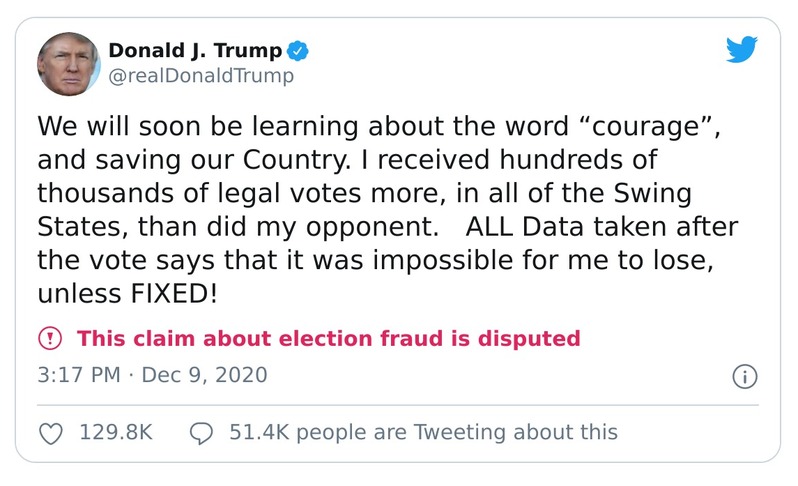 Donald J. Trump
@realDonaldTrump
We will soon be learning about the word “courage”,
and saving our Country. I received hundreds of
thousands of legal votes more, in all of the Swing
States, than did my opponent.   ALL Data taken after
the vote says that it was impossible for me to lose,
unless FIXED!
This claim about election fraud is disputed
3:17 PM · Dec 9, 2020
129.8K 51.4K people are Tweeting about this